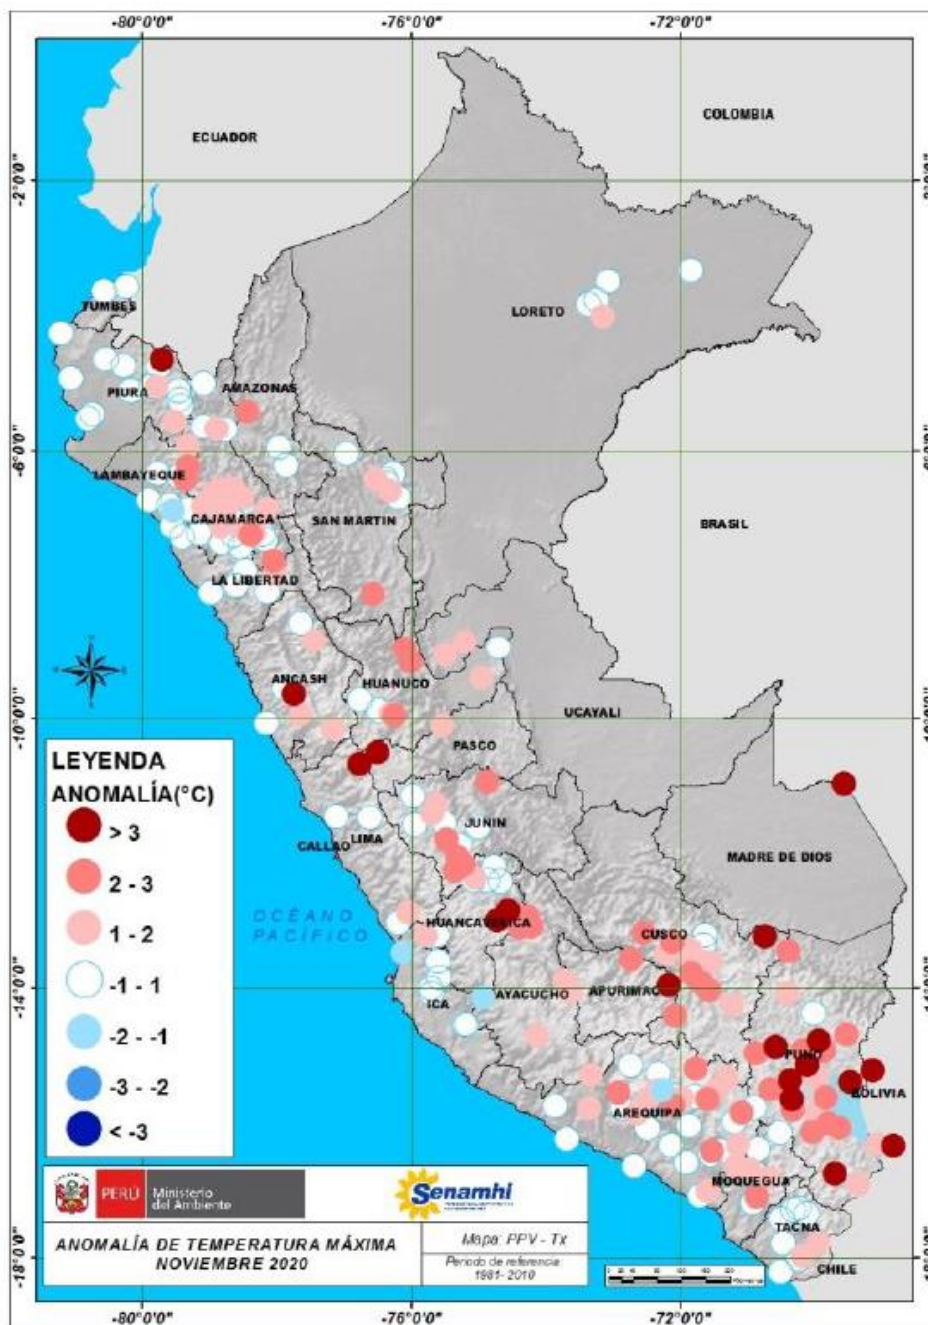 -80°0'0"
-76°0'0"
-72°0'0"
COLOMBIA
ECUADOR
-2°0'0"
TUMBES
LORETO
PIURA
AMAZONAS
-6°0'0"
LAMBAYEQUE
CAJAMARCA
SAN MARTIN
BRASIL
LA LIBERTAD
ANCASH
HUANUCO
UCAYALI
-10°0'0"
PASCO
LEYENDA
ANOMALÍA(°C)
> 3
2 - 3
1 - 2
-1 - 1
-2 - -1
-3 - -2
< -3
JUNIN
LIMA
CALLAO
MADRE DE DIOS
OCÉANO
PACÍFICO
HUANCAVELICA
CUSCO
-14°0'0"
ICA
AYACUCHO
APURIMAC
PUNO
BOLIVIA
AREQUIPA
MOQUEGUA
TACNA
CHILE
-18°0'0"
PERÚ
Ministerio
del Ambiente
Senamhi
ANOMALÍA DE TEMPERATURA MÁXIMA
NOVIEMBRE 2020
Mapa: PPV - Tx
Periodo de referencia:
1981- 2010
-80°0'0"
-76°0'0"
-72°0'0"